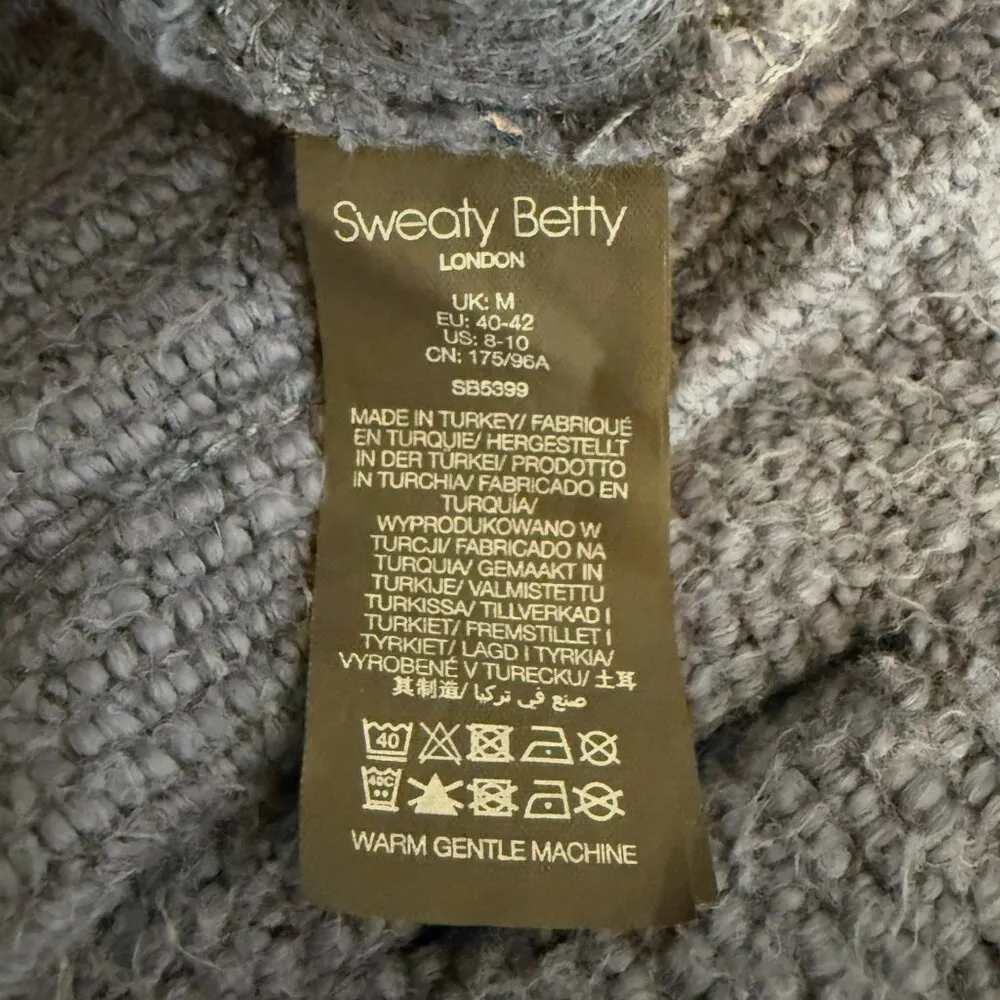 Sweaty Betty
LONDON
UK: M
EU: 40-42
US: 8-10
CN: 175/96A
SB5399
MADE IN TURKEY/ FABRIQUÉ
EN TURQUIE/ HERGESTELLT
IN DER TÜRKEI/ PRODOTTO
IN TURCHIA/ FABRICADO EN
TURQUÍA/
WYPRODUKOWANO W
TURCJI/ FABRICADO NA
TURQUIA/ GEMAAKT IN
TURKIJE/ VALMISTETTU
TURKISSA/ TILLVERKAD I
TURKIET/ FREMSTILLET I
TYRKIET/ LAGD I TYRKIA/
VYROBENÉ V TURECKU/ 土耳
其制造/ صنع في تركيا
40
40C
WARM GENTLE MACHINE